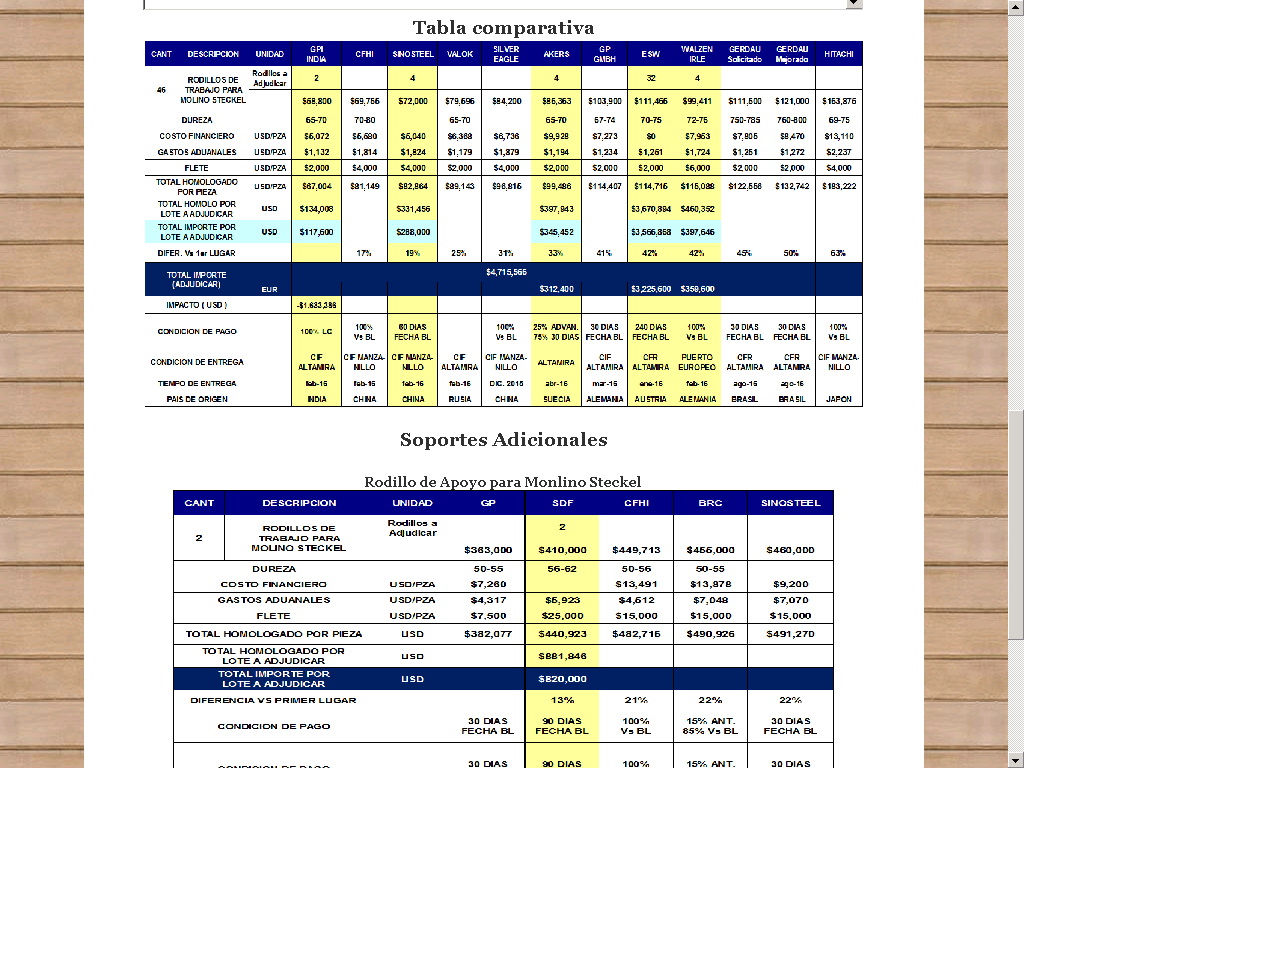 Tabla comparativa
CANT DESCRIPCION UNIDAD GPI INDIA CFHI SINOSTEEL VALOK SILVER EAGLE AKERS GP GMBH ESW WALZEN IRLE GERDAU Solicitado GERDAU Mejorado HITACHI
46 RODILLOS DE TRABAJO PARA MOLINO STECKEL Rodillos a Adjudicar 2 4 4 32 4
$58,800 $69,755 $72,000 $79,596 $84,200 $86,363 $103,900 $111,465 $99,411 $111,500 $121,000 $163,875
DUREZA 65-70 70-80 65-70 65-70 67-74 70-75 72-75 750-785 760-800 69-75
COSTO FINANCIERO USD/PZA $5,072 $5,580 $5,040 $6,368 $6,736 $9,928 $7,273 $0 $7,953 $7,805 $8,470 $13,110
GASTOS ADUANALES USD/PZA $1,132 $1,814 $1,824 $1,179 $1,879 $1,194 $1,234 $1,251 $1,724 $1,251 $1,272 $2,237
FLETE USD/PZA $2,000 $4,000 $4,000 $2,000 $4,000 $2,000 $2,000 $2,000 $6,000 $2,000 $2,000 $4,000
TOTAL HOMOLOGADO POR PIEZA USD/PZA $67,004 $81,149 $82,864 $89,143 $96,815 $99,486 $114,407 $114,715 $115,088 $122,556 $132,742 $183,222
TOTAL HOMOLO POR LOTE A ADJUDICAR USD $134,008 $331,456 $397,943 $3,670,894 $460,352
TOTAL IMPORTE POR LOTE A ADJUDICAR USD $117,600 $288,000 $345,452 $3,566,868 $397,646
DIFER. Vs 1er LUGAR 17% 19% 25% 31% 33% 41% 42% 42% 45% 50% 63%
TOTAL IMPORTE (ADJUDICAR) $4,715,566
EUR $312,400 $3,225,600 $359,600
IMPACTO ( USD ) -$1,633,386
CONDICION DE PAGO 100% LC 100% Vs BL 60 DIAS FECHA BL 100% Vs BL 25% ADVAN. 75% 30 DIAS 30 DIAS FECHA BL 240 DIAS FECHA BL 100% Vs BL 30 DIAS FECHA BL 30 DIAS FECHA BL 100% Vs BL
CONDICION DE ENTREGA CIF ALTAMIRA CIF MANZA-NILLO CIF MANZA-NILLO CIF ALTAMIRA CIF MANZA-NILLO ALTAMIRA CIF ALTAMIRA CFR ALTAMIRA PUERTO EUROPEO CFR ALTAMIRA CFR ALTAMIRA CIF MANZA-NILLO
TIEMPO DE ENTREGA feb-16 feb-16 feb-16 feb-16 DIC. 2015 abr-16 mar-16 ene-16 feb-16 ago-16 ago-16
PAIS DE ORIGEN INDIA CHINA CHINA RUSIA CHINA SUECIA ALEMANIA AUSTRIA ALEMANIA BRASIL BRASIL JAPON
Soportes Adicionales
Rodillo de Apoyo para Monlino Steckel
CANT DESCRIPCION UNIDAD GP SDF CFHI BRC SINOSTEEL
2 RODILLOS DE TRABAJO PARA MOLINO STECKEL Rodillos a Adjudicar 2
$363,000 $410,000 $449,713 $455,000 $460,000
DUREZA 50-55 56-62 50-56 50-55
COSTO FINANCIERO USD/PZA $7,260 $13,491 $13,878 $9,200
GASTOS ADUANALES USD/PZA $4,317 $5,923 $4,512 $7,048 $7,070
FLETE USD/PZA $7,500 $25,000 $15,000 $15,000 $15,000
TOTAL HOMOLOGADO POR PIEZA USD $382,077 $440,923 $482,716 $490,926 $491,270
TOTAL HOMOLOGADO POR LOTE A ADJUDICAR USD $881,846
TOTAL IMPORTE POR LOTE A ADJUDICAR USD $820,000
DIFERENCIA VS PRIMER LUGAR 13% 21% 22% 22%
CONDICION DE PAGO 30 DIAS FECHA BL 90 DIAS FECHA BL 100% Vs BL 15% ANT. 85% Vs BL 30 DIAS FECHA BL
CONDICION DE PAGO 30 DIAS 90 DIAS 100% 15% ANT. 30 DIAS